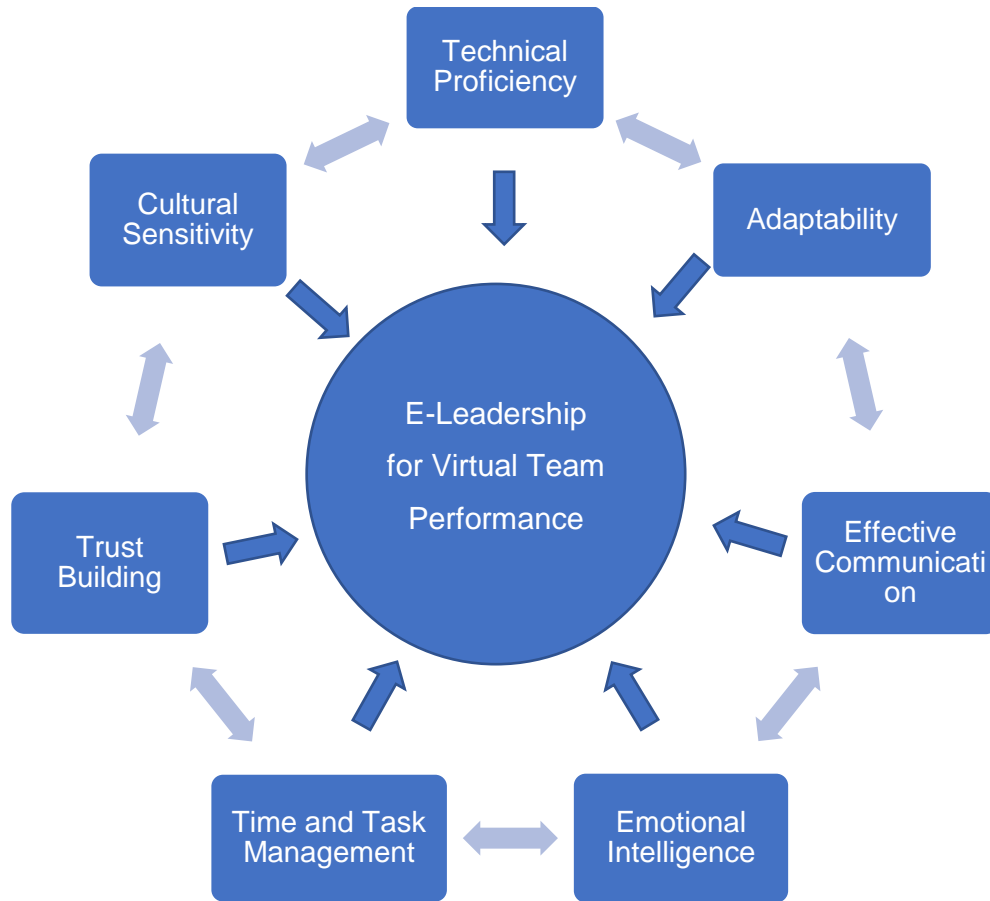 Technical
Proficiency
Cultural
Sensitivity
Adaptability
E-Leadership
for Virtual Team
Performance
Trust
Building
Effective
Communicati
on
Time and Task
Management
Emotional
Intelligence